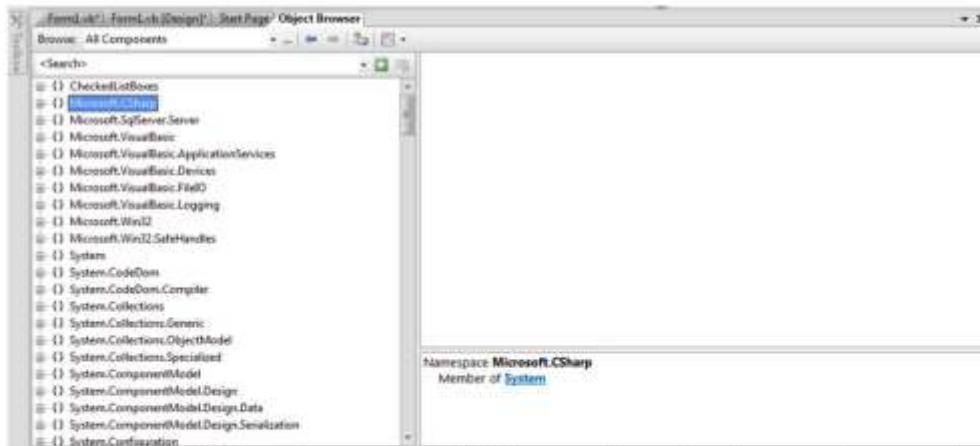 Form1.vb* Form1.vb [Design]* Start Page Object Browser
Browse: All Components
<Search>
{} CheckedListBoxes
{} Microsoft.CSharp
{} Microsoft.SqlServer.Server
{} Microsoft.VisualBasic
{} Microsoft.VisualBasic.ApplicationServices
{} Microsoft.VisualBasic.Devices
{} Microsoft.VisualBasic.FileIO
{} Microsoft.VisualBasic.Logging
{} Microsoft.Win32
{} Microsoft.Win32.SafeHandles
{} System
{} System.CodeDom
{} System.CodeDom.Compiler
{} System.Collections
{} System.Collections.Generic
{} System.Collections.ObjectModel
{} System.Collections.Specialized
{} System.ComponentModel
{} System.ComponentModel.Design
{} System.ComponentModel.Design.Data
{} System.ComponentModel.Design.Serialization
{} System.Configuration
Namespace Microsoft.CSharp
Member of System